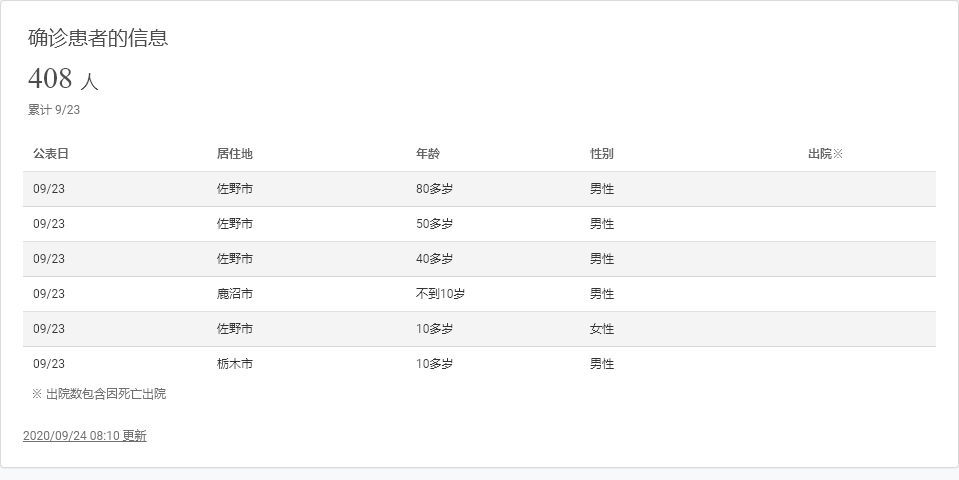 确诊患者的信息
408 人
累计 9/23
公表日 居住地 年龄 性别 出院※
09/23 佐野市 80多岁 男性
09/23 佐野市 50多岁 男性
09/23 佐野市 40多岁 男性
09/23 鹿沼市 不到10岁 男性
09/23 佐野市 10多岁 女性
09/23 栃木市 10多岁 男性
※ 出院数包含因死亡出院
2020/09/24 08:10 更新